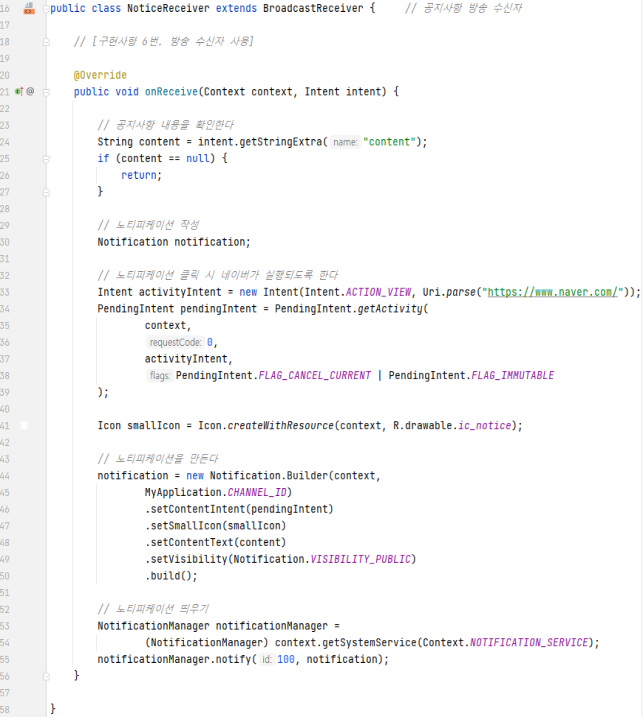 16 public class NoticeReceiver extends BroadcastReceiver {     // 공지사항 방송 수신자
17
18     // [구현사항 6번. 방송 수신자 사용]
19
20     @Override
21     public void onReceive(Context context, Intent intent) {
22
23         // 공지사항 내용을 확인한다
24         String content = intent.getStringExtra( name: "content");
25         if (content == null) {
26             return;
27         }
28
29         // 노티피케이션 작성
30         Notification notification;
31
32         // 노티피케이션 클릭 시 네이버가 실행되도록 한다
33         Intent activityIntent = new Intent(Intent.ACTION_VIEW, Uri.parse("https://www.naver.com/"));
34         PendingIntent pendingIntent = PendingIntent.getActivity(
35                 context,
36                 requestCode: 0,
37                 activityIntent,
38                 flags: PendingIntent.FLAG_CANCEL_CURRENT | PendingIntent.FLAG_IMMUTABLE
39         );
40
41         Icon smallIcon = Icon.createWithResource(context, R.drawable.ic_notice);
42
43         // 노티피케이션을 만든다
44         notification = new Notification.Builder(context,
45                 MyApplication.CHANNEL_ID)
46                 .setContentIntent(pendingIntent)
47                 .setSmallIcon(smallIcon)
48                 .setContentText(content)
49                 .setVisibility(Notification.VISIBILITY_PUBLIC)
50                 .build();
51
52         // 노티피케이션 띄우기
53         NotificationManager notificationManager =
54                 (NotificationManager) context.getSystemService(Context.NOTIFICATION_SERVICE);
55         notificationManager.notify( id: 100, notification);
56     }
57
58 }